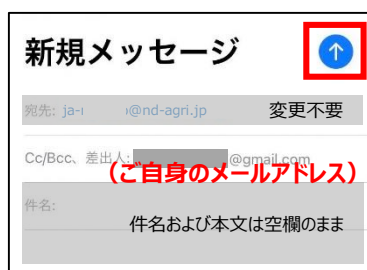 新規メッセージ
宛先: ja- @nd-agri.jp 変更不要
Cc/Bcc、差出人: @gmail.com
（ご自身のメールアドレス）
件名:
件名および本文は空欄のまま